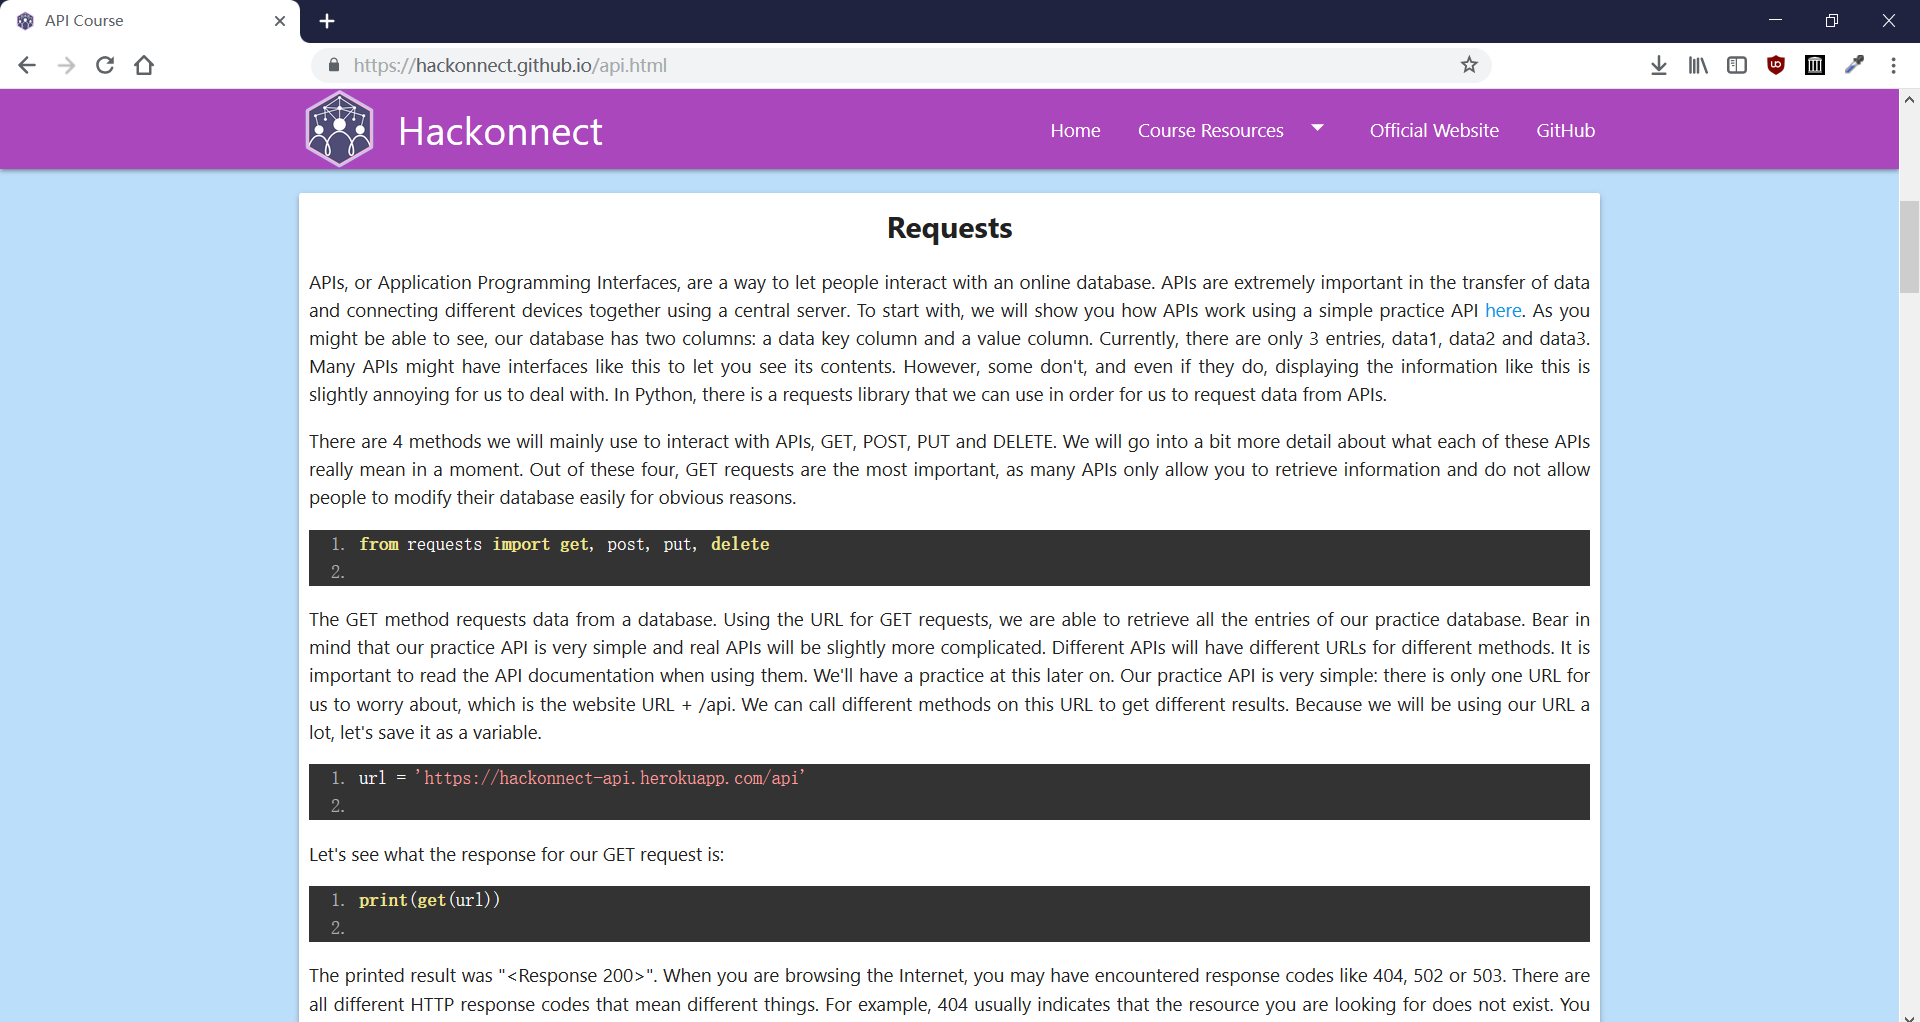 API Course
https://hackonnect.github.io/api.html
Hackonnect
Home Course Resources Official Website GitHub
Requests
APIs, or Application Programming Interfaces, are a way to let people interact with an online database. APIs are extremely important in the transfer of data
and connecting different devices together using a central server. To start with, we will show you how APIs work using a simple practice API here. As you
might be able to see, our database has two columns: a data key column and a value column. Currently, there are only 3 entries, data1, data2 and data3.
Many APIs might have interfaces like this to let you see its contents. However, some don't, and even if they do, displaying the information like this is
slightly annoying for us to deal with. In Python, there is a requests library that we can use in order for us to request data from APIs.
There are 4 methods we will mainly use to interact with APIs, GET, POST, PUT and DELETE. We will go into a bit more detail about what each of these APIs
really mean in a moment. Out of these four, GET requests are the most important, as many APIs only allow you to retrieve information and do not allow
people to modify their database easily for obvious reasons.
1. from requests import get, post, put, delete
2.
The GET method requests data from a database. Using the URL for GET requests, we are able to retrieve all the entries of our practice database. Bear in
mind that our practice API is very simple and real APIs will be slightly more complicated. Different APIs will have different URLs for different methods. It is
important to read the API documentation when using them. We'll have a practice at this later on. Our practice API is very simple: there is only one URL for
us to worry about, which is the website URL + /api. We can call different methods on this URL to get different results. Because we will be using our URL a
lot, let's save it as a variable.
1. url = 'https://hackonnect-api.herokuapp.com/api'
2.
Let's see what the response for our GET request is:
1. print(get(url))
2.
The printed result was "<Response 200>". When you are browsing the Internet, you may have encountered response codes like 404, 502 or 503. There are
all different HTTP response codes that mean different things. For example, 404 usually indicates that the resource you are looking for does not exist. You